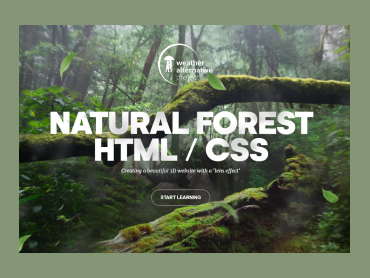 weather
alternative
NATURAL FOREST
HTML / CSS
Creating a beautiful 3D website with a "lens effect"
START LEARNING